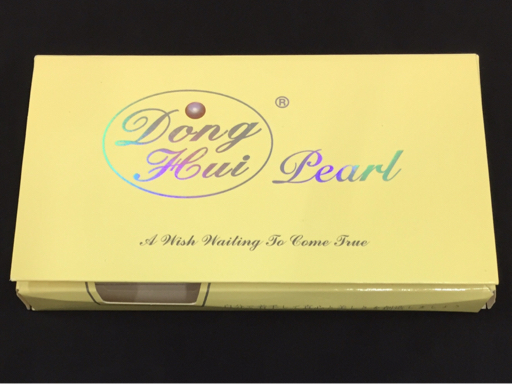 Dong
Hui Pearl
®
A Wish Waiting To Come True